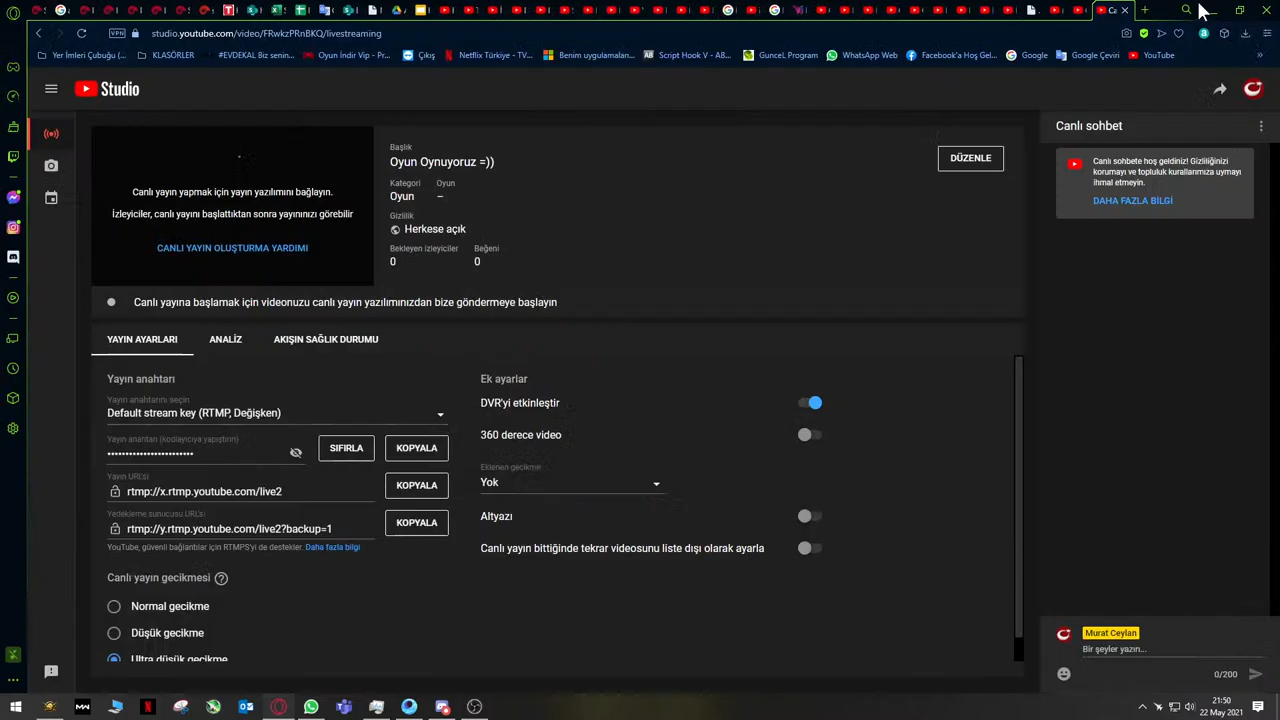 VPN studio.youtube.com/video/FRwkzPRnBKQ/livestreaming
Yer İmleri Çubuğu (... KLASÖRLER #EVDEKAL Biz senin... Oyun İndir Vip - Pr... Çıkış Netflix Türkiye - TV... Benim uygulamaları... Script Hook V - AB... Guncel Program WhatsApp Web Facebook'a Hoş Gel... Google Google Çeviri YouTube
Studio
Canlı yayın yapmak için yayın yazılımını bağlayın.
İzleyiciler, canlı yayını başlattıktan sonra yayınınızı görebilir
CANLI YAYIN OLUŞTURMA YARDIMI
Başlık
Oyun Oynuyoruz =))
DÜZENLE
Kategori Oyun
Oyun –
Gizlilik
Herkese açık
Bekleyen izleyiciler Beğeni
0 0
Canlı yayına başlamak için videonuzu canlı yayın yazılımınızdan bize göndermeye başlayın
YAYIN AYARLARI ANALİZ AKIŞIN SAĞLIK DURUMU
Yayın anahtarı
Yayın anahtarını seçin
Default stream key (RTMP, Değişken)
Yayın anahtarı (kodlayıcıya yapıştırın)
••••••••••••••••••••••••
SIFIRLA KOPYALA
Yayın URL'si
rtmp://x.rtmp.youtube.com/live2
KOPYALA
Yedekleme sunucusu URL'si
rtmp://y.rtmp.youtube.com/live2?backup=1
KOPYALA
YouTube, güvenli bağlantılar için RTMPS'yi de destekler. Daha fazla bilgi
Canlı yayın gecikmesi
Normal gecikme
Düşük gecikme
Ultra düşük gecikme
Ek ayarlar
DVR'yi etkinleştir
360 derece video
Eklenen gecikme
Yok
Altyazı
Canlı yayın bittiğinde tekrar videosunu liste dışı olarak ayarla
Canlı sohbet
Canlı sohbete hoş geldiniz! Gizliliğinizi
korumayı ve topluluk kurallarımıza uymayı
ihmal etmeyin.
DAHA FAZLA BİLGİ
Murat Ceylan
Bir şeyler yazın...
0/200
21:50
22 May 2021